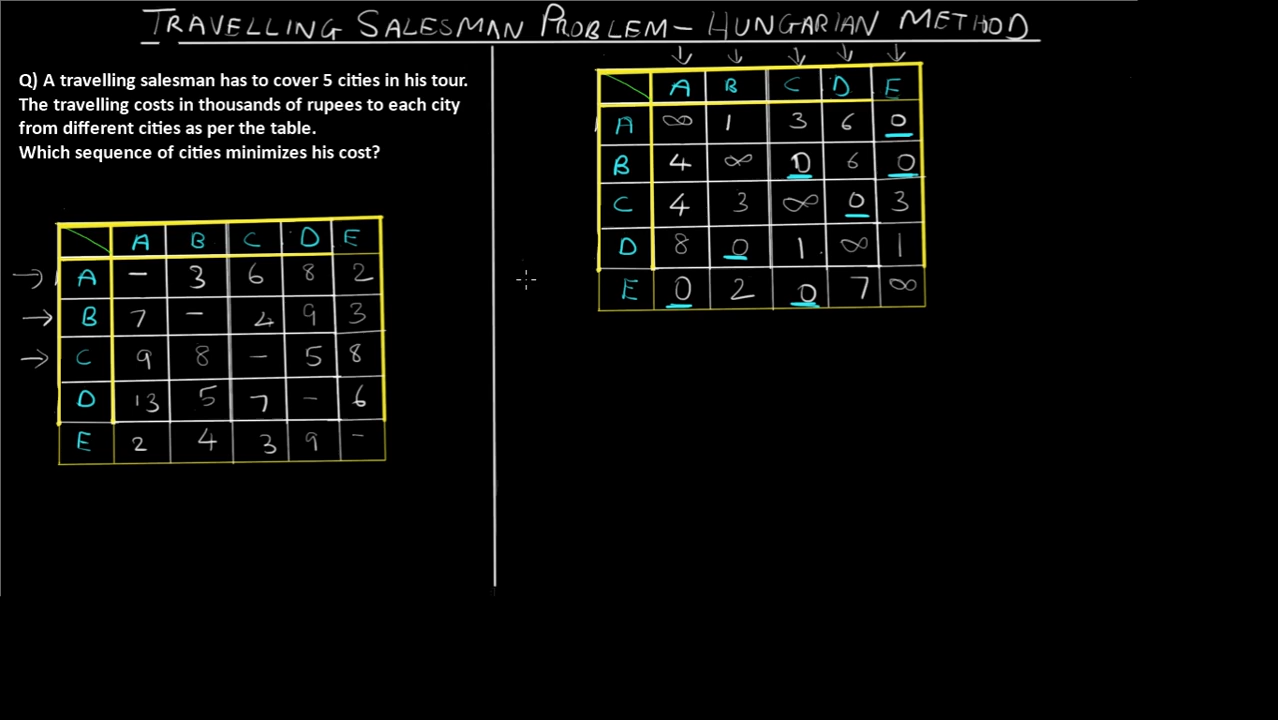 TRAVELLING SALESMAN PROBLEM – HUNGARIAN METHOD
Q) A travelling salesman has to cover 5 cities in his tour.
The travelling costs in thousands of rupees to each city
from different cities as per the table.
Which sequence of cities minimizes his cost?
A B C D E
A – 3 6 8 2
B 7 – 4 9 3
C 9 8 – 5 8
D 13 5 7 – 6
E 2 4 3 9 –
A B C D E
A ∞ 1 3 6 0
B 4 ∞ 0 6 0
C 4 3 ∞ 0 3
D 8 0 1 ∞ 1
E 0 2 0 7 ∞